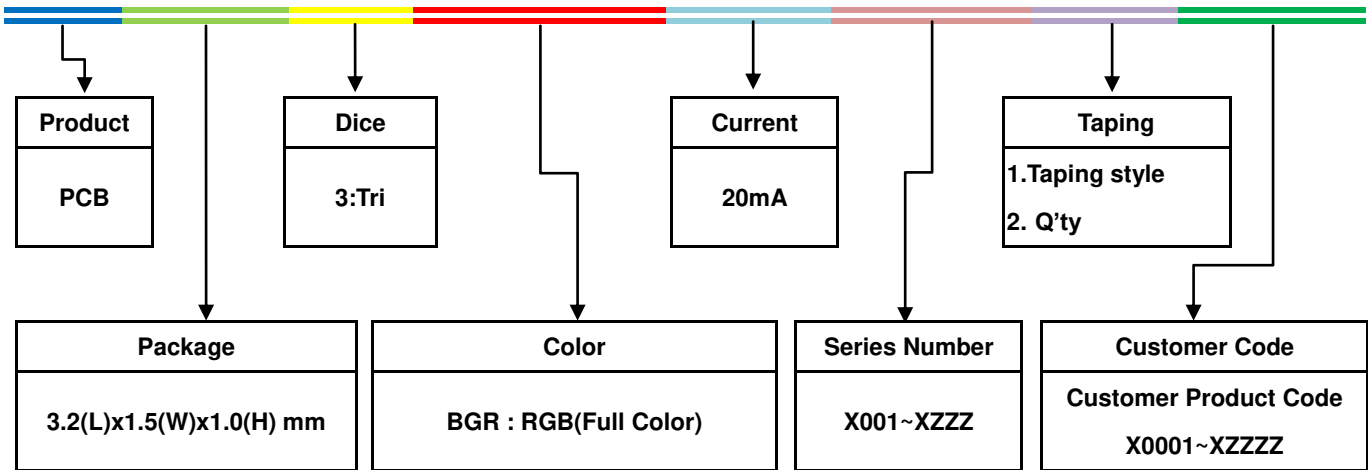 Product
PCB
Dice
3:Tri
Current
20mA
Taping
1.Taping style
2. Q’ty
Package
3.2(L)x1.5(W)x1.0(H) mm
Color
BGR : RGB(Full Color)
Series Number
X001~XZZZ
Customer Code
Customer Product Code
X0001~XZZZZ